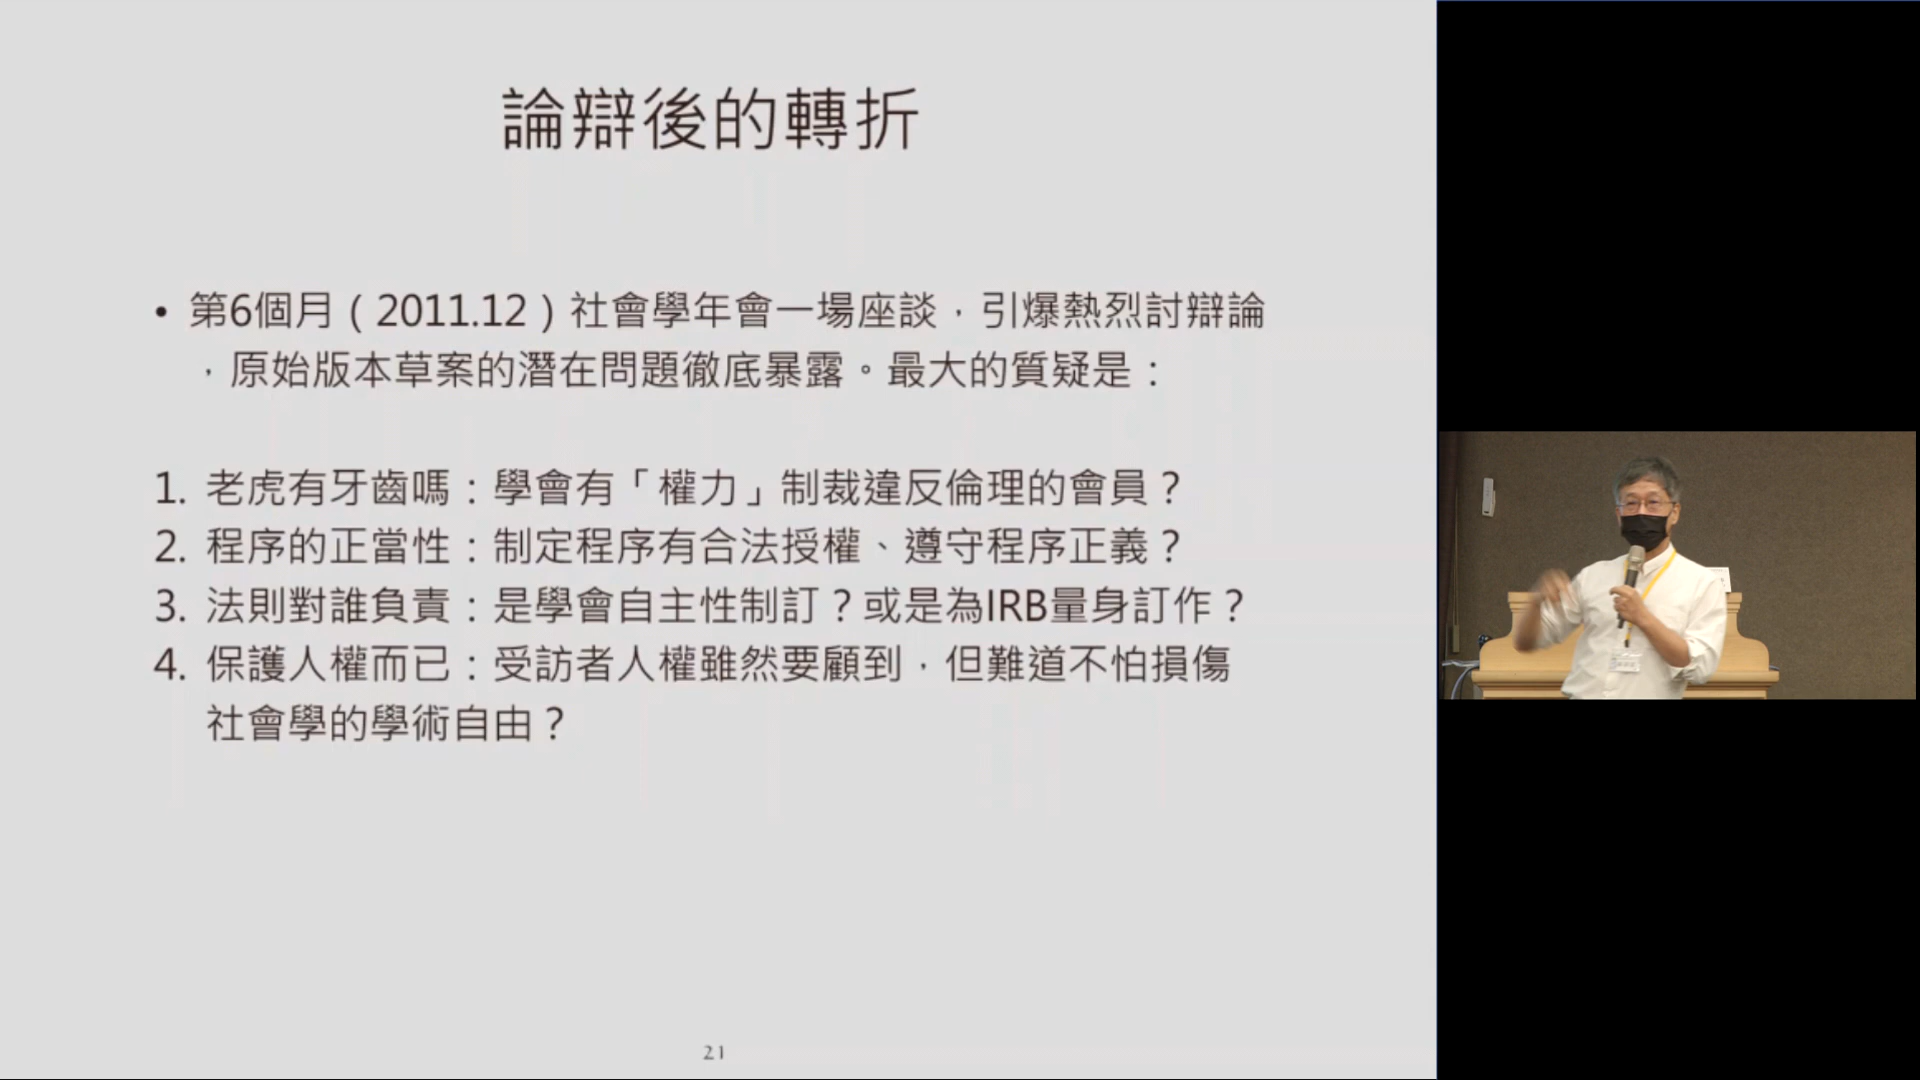 論辯後的轉折
• 第6個月（2011.12）社會學年會一場座談，引爆熱烈討辯論
，原始版本草案的潛在問題徹底暴露。最大的質疑是：
1. 老虎有牙齒嗎：學會有「權力」制裁違反倫理的會員？
2. 程序的正當性：制定程序有合法授權、遵守程序正義？
3. 法則對誰負責：是學會自主性制訂？或是為IRB量身訂作？
4. 保護人權而已：受訪者人權雖然要顧到，但難道不怕損傷
社會學的學術自由？
21